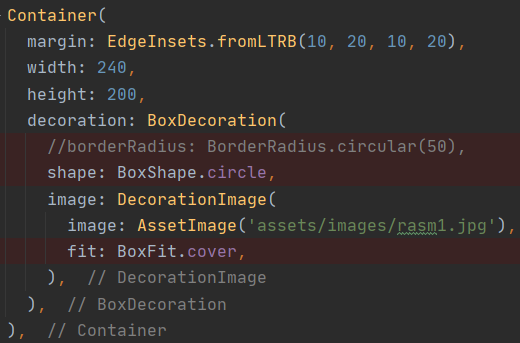 Container(
margin: EdgeInsets.fromLTRB(10, 20, 10, 20),
width: 240,
height: 200,
decoration: BoxDecoration(
//borderRadius: BorderRadius.circular(50),
shape: BoxShape.circle,
image: DecorationImage(
image: AssetImage('assets/images/rasm1.jpg'),
fit: BoxFit.cover,
), // DecorationImage
), // BoxDecoration
), // Container